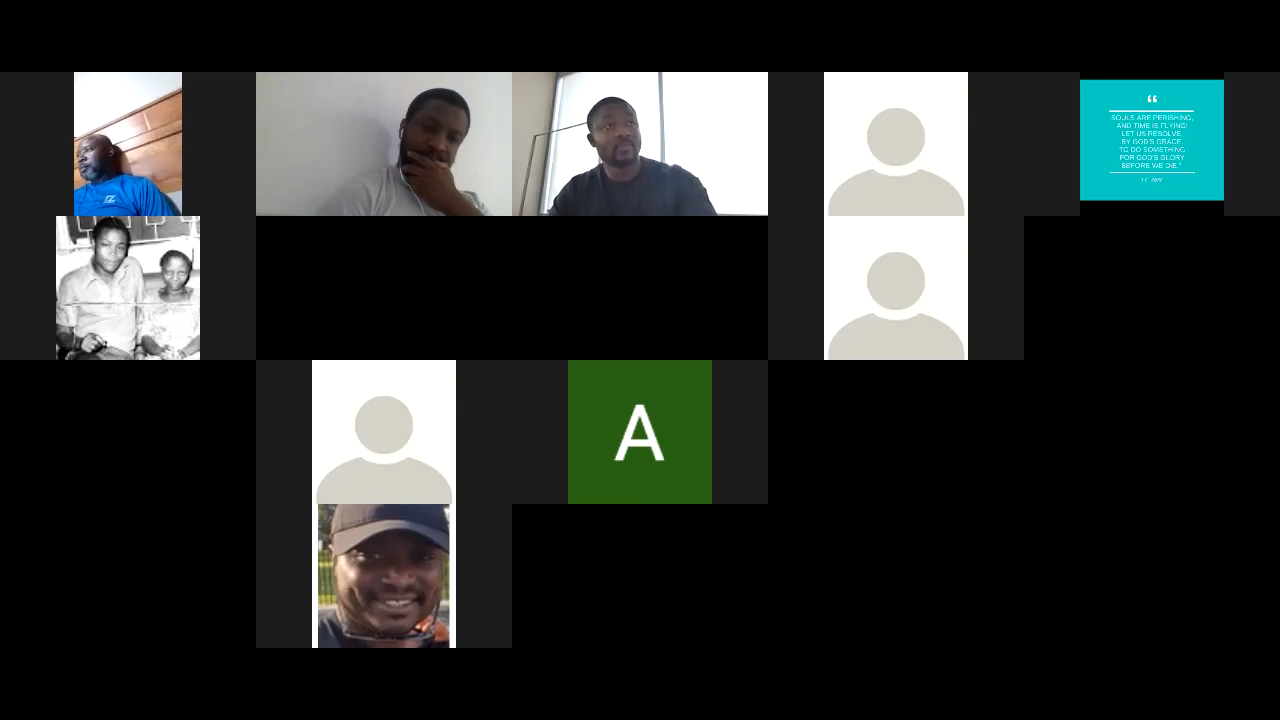 “
SOULS ARE PERISHING,
AND TIME IS FLYING!
LET US RESOLVE,
BY GOD'S GRACE,
TO DO SOMETHING
FOR GOD'S GLORY
BEFORE WE DIE."
A